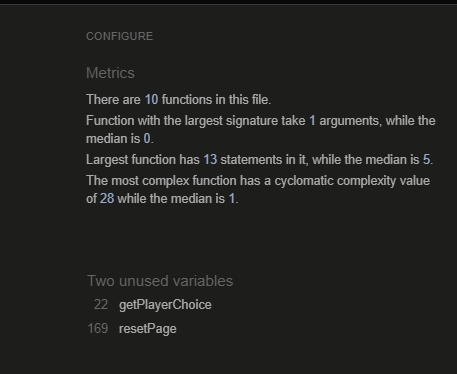 CONFIGURE
Metrics
There are 10 functions in this file.
Function with the largest signature take 1 arguments, while the
median is 0.
Largest function has 13 statements in it, while the median is 5.
The most complex function has a cyclomatic complexity value
of 28 while the median is 1.
Two unused variables
22 getPlayerChoice
169 resetPage